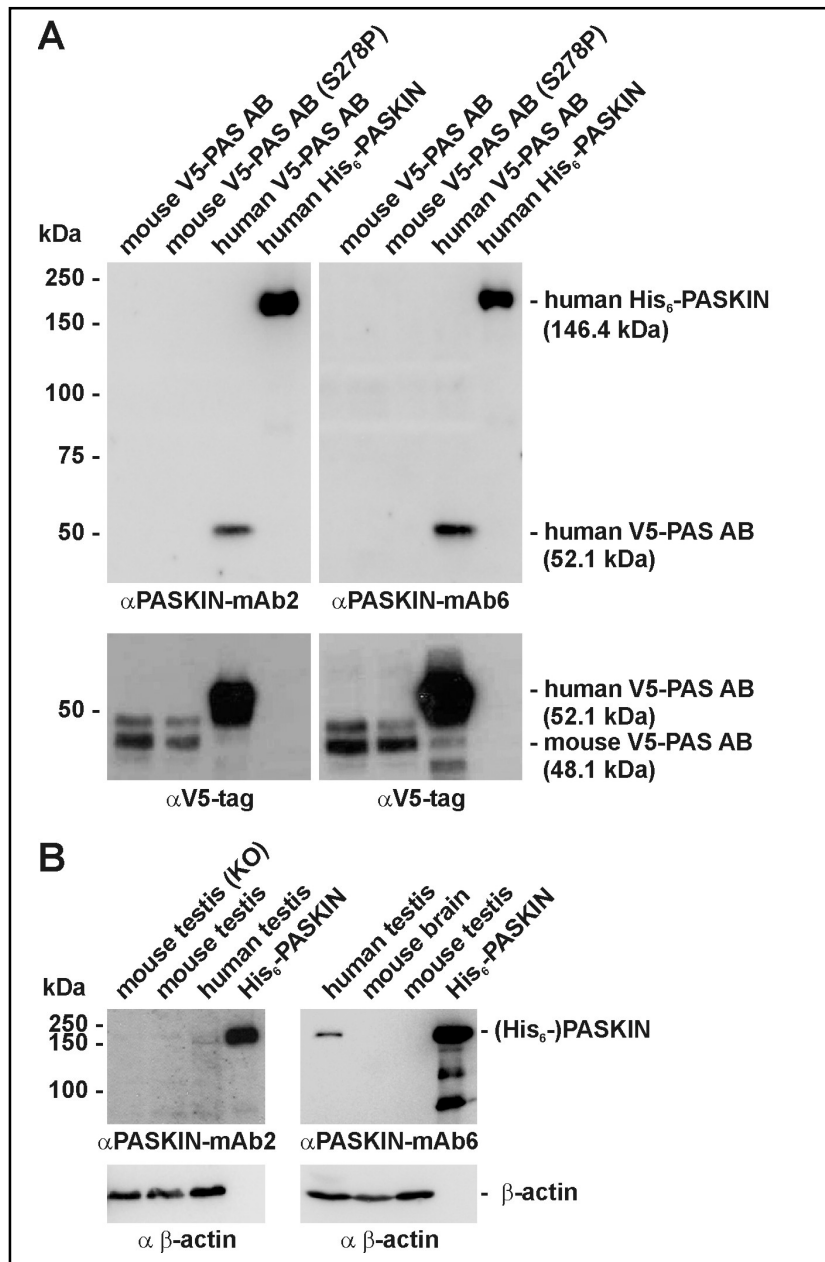 A
mouse V5-PAS AB
mouse V5-PAS AB (S278P)
human V5-PAS AB
human His₆-PASKIN
mouse V5-PAS AB
mouse V5-PAS AB (S278P)
human V5-PAS AB
human His₆-PASKIN
kDa
250 -
150 -
100 -
75 -
50 -
- human His₆-PASKIN
(146.4 kDa)
- human V5-PAS AB
(52.1 kDa)
αPASKIN-mAb2
αPASKIN-mAb6
50 -
- human V5-PAS AB
(52.1 kDa)
- mouse V5-PAS AB
(48.1 kDa)
αV5-tag
αV5-tag
B
mouse testis (KO)
mouse testis
human testis
His₆-PASKIN
human testis
mouse brain
mouse testis
His₆-PASKIN
kDa
250 -
150 -
100 -
- (His₆-)PASKIN
αPASKIN-mAb2
αPASKIN-mAb6
- β-actin
α β-actin
α β-actin